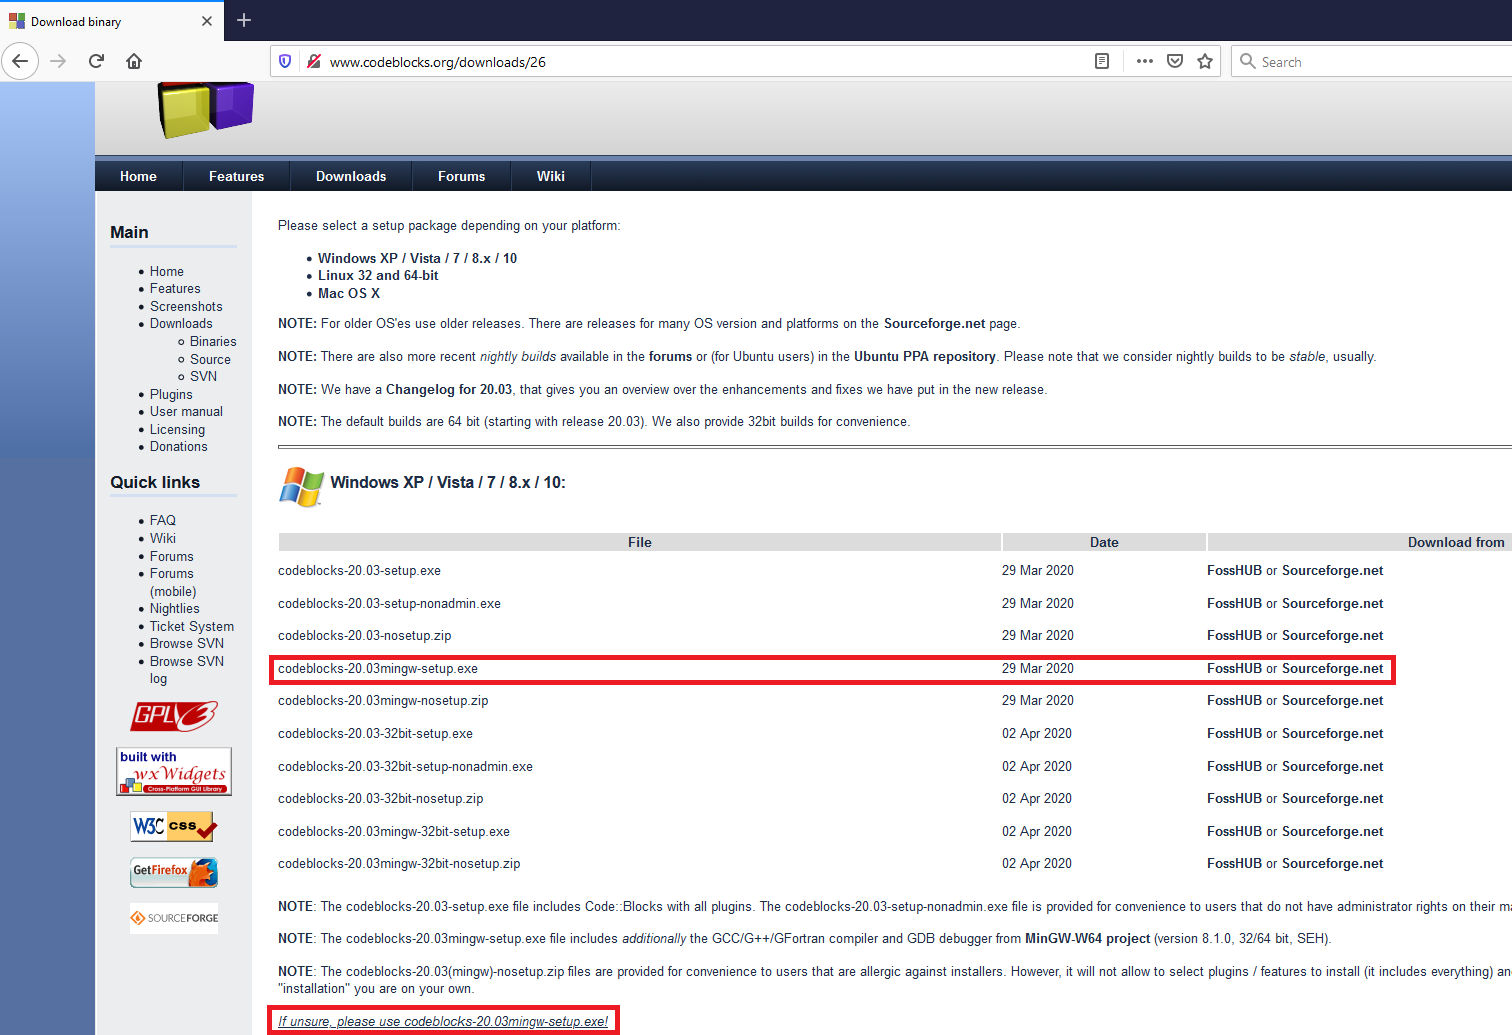 Download binary
www.codeblocks.org/downloads/26
Search
Home Features Downloads Forums Wiki
Main
Home
Features
Screenshots
Downloads
Binaries
Source
SVN
Plugins
User manual
Licensing
Donations
Quick links
FAQ
Wiki
Forums
Forums
(mobile)
Nightlies
Ticket System
Browse SVN
Browse SVN
log
GPLv3
built with
wxWidgets
Cross-Platform GUI Library
W3C css
GetFirefox
SOURCEFORGE
Please select a setup package depending on your platform:
Windows XP / Vista / 7 / 8.x / 10
Linux 32 and 64-bit
Mac OS X
NOTE: For older OS'es use older releases. There are releases for many OS version and platforms on the Sourceforge.net page.
NOTE: There are also more recent nightly builds available in the forums or (for Ubuntu users) in the Ubuntu PPA repository. Please note that we consider nightly builds to be stable, usually.
NOTE: We have a Changelog for 20.03, that gives you an overview over the enhancements and fixes we have put in the new release.
NOTE: The default builds are 64 bit (starting with release 20.03). We also provide 32bit builds for convenience.
Windows XP / Vista / 7 / 8.x / 10:
File Date Download from
codeblocks-20.03-setup.exe 29 Mar 2020 FossHUB or Sourceforge.net
codeblocks-20.03-setup-nonadmin.exe 29 Mar 2020 FossHUB or Sourceforge.net
codeblocks-20.03-nosetup.zip 29 Mar 2020 FossHUB or Sourceforge.net
codeblocks-20.03mingw-setup.exe 29 Mar 2020 FossHUB or Sourceforge.net
codeblocks-20.03mingw-nosetup.zip 29 Mar 2020 FossHUB or Sourceforge.net
codeblocks-20.03-32bit-setup.exe 02 Apr 2020 FossHUB or Sourceforge.net
codeblocks-20.03-32bit-setup-nonadmin.exe 02 Apr 2020 FossHUB or Sourceforge.net
codeblocks-20.03-32bit-nosetup.zip 02 Apr 2020 FossHUB or Sourceforge.net
codeblocks-20.03mingw-32bit-setup.exe 02 Apr 2020 FossHUB or Sourceforge.net
codeblocks-20.03mingw-32bit-nosetup.zip 02 Apr 2020 FossHUB or Sourceforge.net
NOTE: The codeblocks-20.03-setup.exe file includes Code::Blocks with all plugins. The codeblocks-20.03-setup-nonadmin.exe file is provided for convenience to users that do not have administrator rights on their
NOTE: The codeblocks-20.03mingw-setup.exe file includes additionally the GCC/G++/GFortran compiler and GDB debugger from MinGW-W64 project (version 8.1.0, 32/64 bit, SEH).
NOTE: The codeblocks-20.03(mingw)-nosetup.zip files are provided for convenience to users that are allergic against installers. However, it will not allow to select plugins / features to install (it includes everything)
"installation" you are on your own.
If unsure, please use codeblocks-20.03mingw-setup.exe!